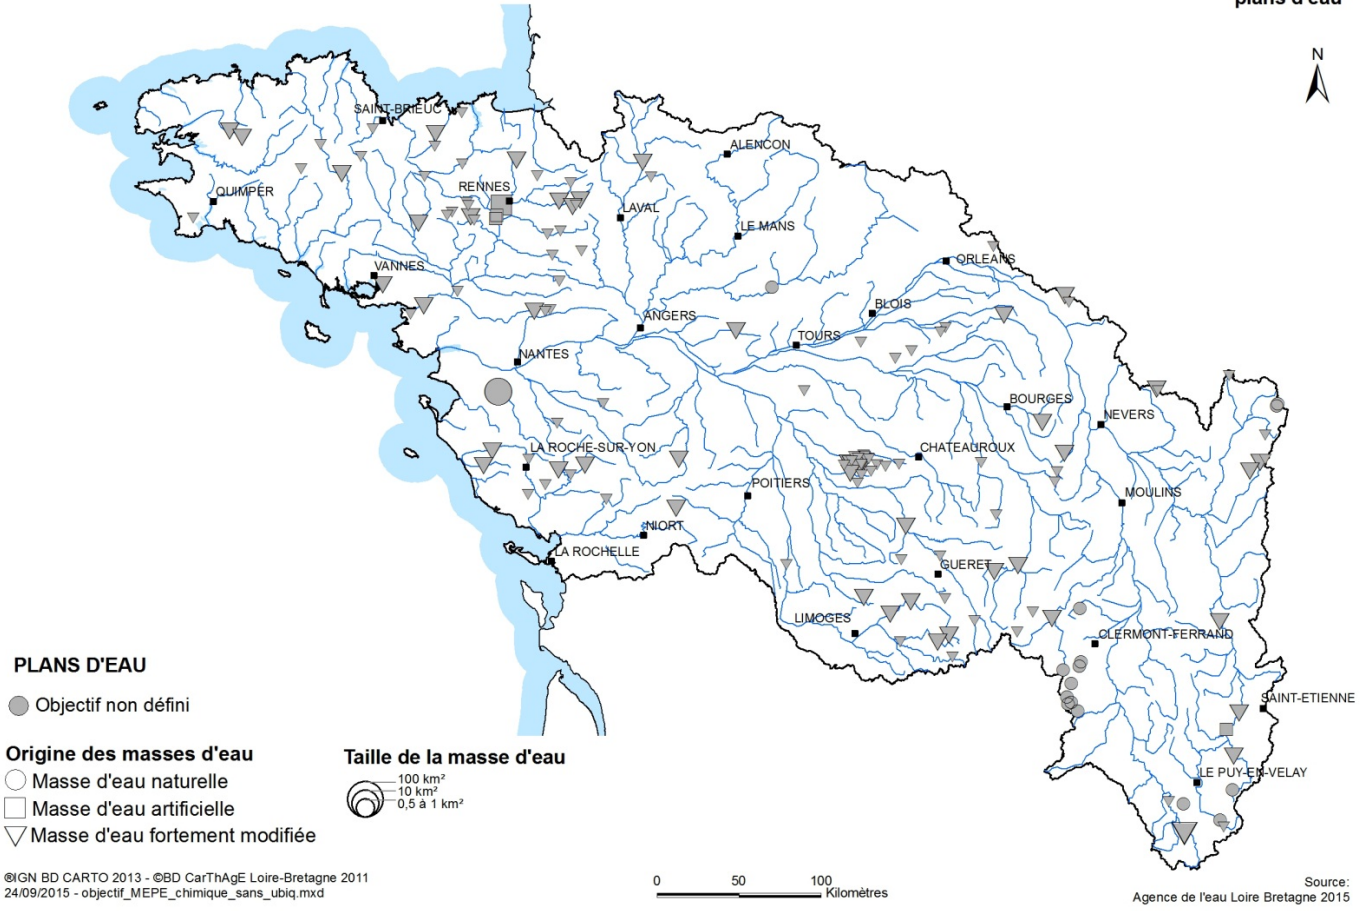 plans d'eau
N
SAINT-BRIEUC
ALENCON
QUIMPER
RENNES
LAVAL
LE MANS
VANNES
ORLEANS
BLOIS
ANGERS
TOURS
NANTES
BOURGES
NEVERS
LA ROCHE-SUR-YON
CHATEAUROUX
POITIERS
MOULINS
NIORT
LA ROCHELLE
GUERET
LIMOGES
CLERMONT-FERRAND
SAINT-ETIENNE
LE PUY-EN-VELAY
PLANS D'EAU
Objectif non défini
Origine des masses d'eau
Masse d'eau naturelle
Masse d'eau artificielle
Masse d'eau fortement modifiée
Taille de la masse d'eau
100 km²
10 km²
0,5 à 1 km²
®IGN BD CARTO 2013 - ©BD CarThAgE Loire-Bretagne 2011
24/09/2015 - objectif_MEPE_chimique_sans_ubiq.mxd
0 50 100
Kilomètres
Source:
Agence de l'eau Loire Bretagne 2015